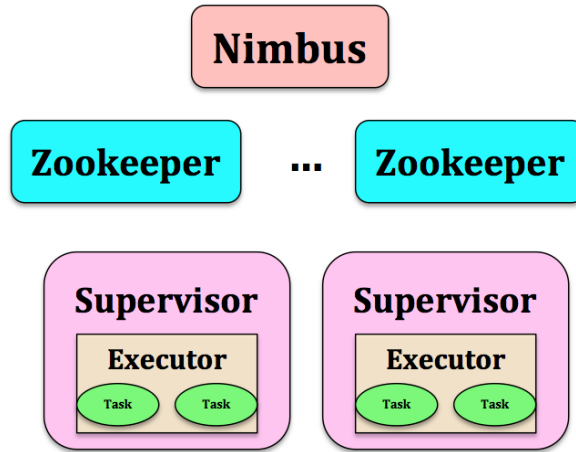 Nimbus
Zookeeper ... Zookeeper
Supervisor Supervisor
Executor Executor
Task Task Task Task